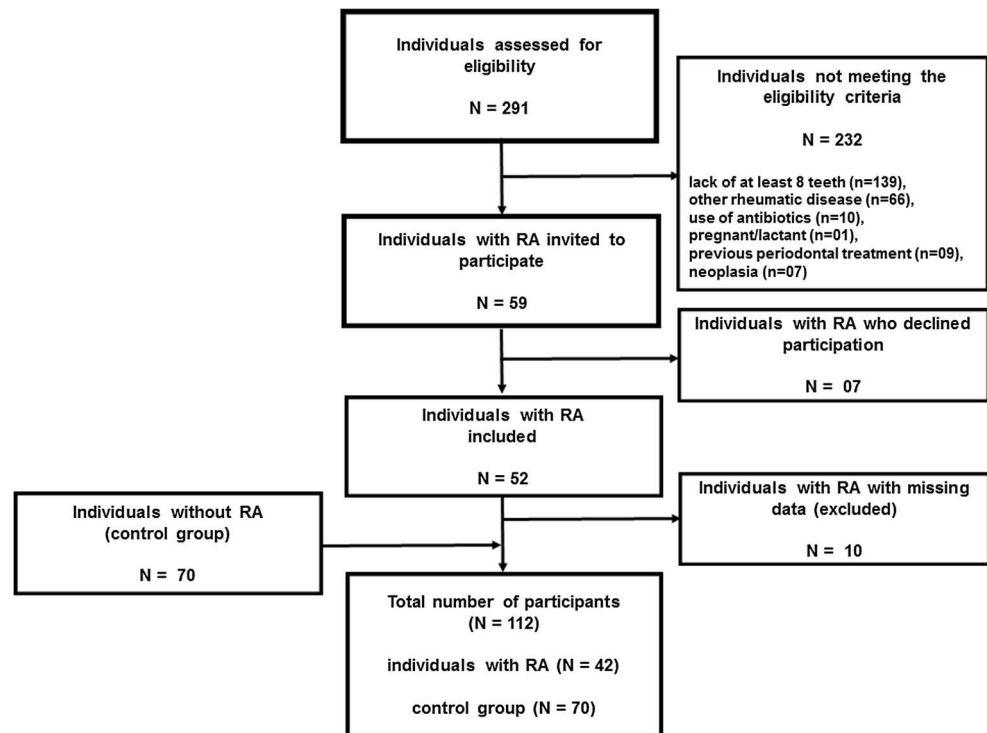 Individuals assessed for
eligibility
N = 291
Individuals not meeting the
eligibility criteria
N = 232
lack of at least 8 teeth (n=139),
other rheumatic disease (n=66),
use of antibiotics (n=10),
pregnant/lactant (n=01),
previous periodontal treatment (n=09),
neoplasia (n=07)
Individuals with RA invited to
participate
N = 59
Individuals with RA who declined
participation
N = 07
Individuals with RA
included
N = 52
Individuals with RA with missing
data (excluded)
N = 10
Individuals without RA
(control group)
N = 70
Total number of participants
(N = 112)
individuals with RA (N = 42)
control group (N = 70)